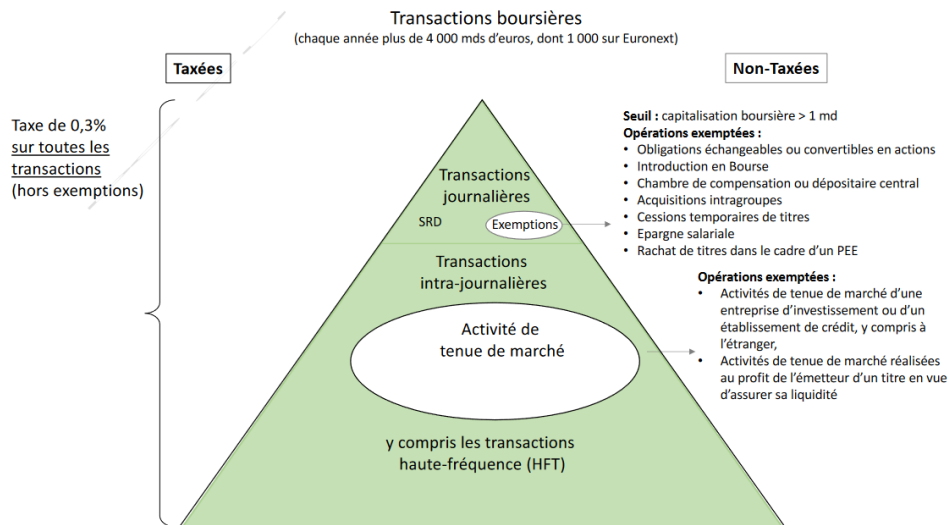 Transactions boursières
(chaque année plus de 4 000 mds d'euros, dont 1 000 sur Euronext)
Taxées
Non-Taxées
Taxe de 0,3%
sur toutes les
transactions
(hors exemptions)
Transactions
journalières
SRD
Exemptions
Transactions
intra-journalières
Activité de
tenue de marché
y compris les transactions
haute-fréquence (HFT)
Seuil : capitalisation boursière > 1 md
Opérations exemptées :
• Obligations échangeables ou convertibles en actions
• Introduction en Bourse
• Chambre de compensation ou dépositaire central
• Acquisitions intragroupes
• Cessions temporaires de titres
• Epargne salariale
• Rachat de titres dans le cadre d'un PEE
Opérations exemptées :
• Activités de tenue de marché d'une
entreprise d'investissement ou d'un
établissement de crédit, y compris à
l'étranger,
• Activités de tenue de marché réalisées
au profit de l'émetteur d'un titre en vue
d'assurer sa liquidité